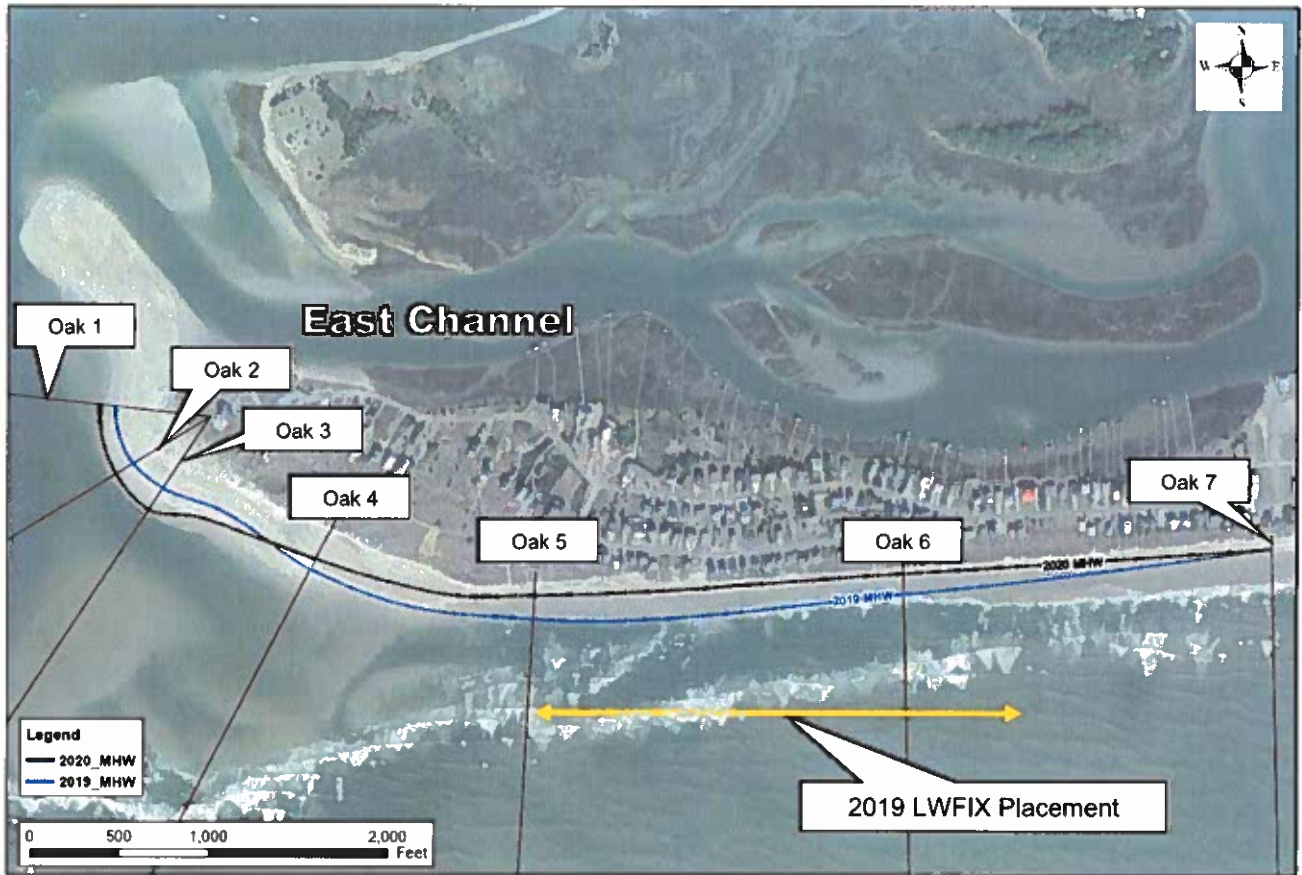 N
W E
S
East Channel
Oak 1
Oak 2
Oak 3
Oak 4
Oak 5
Oak 6
Oak 7
2020 MHW
2019 MHW
2019 LWFIX Placement
Legend
2020_MHW
2019_MHW
0 500 1,000 2,000
Feet